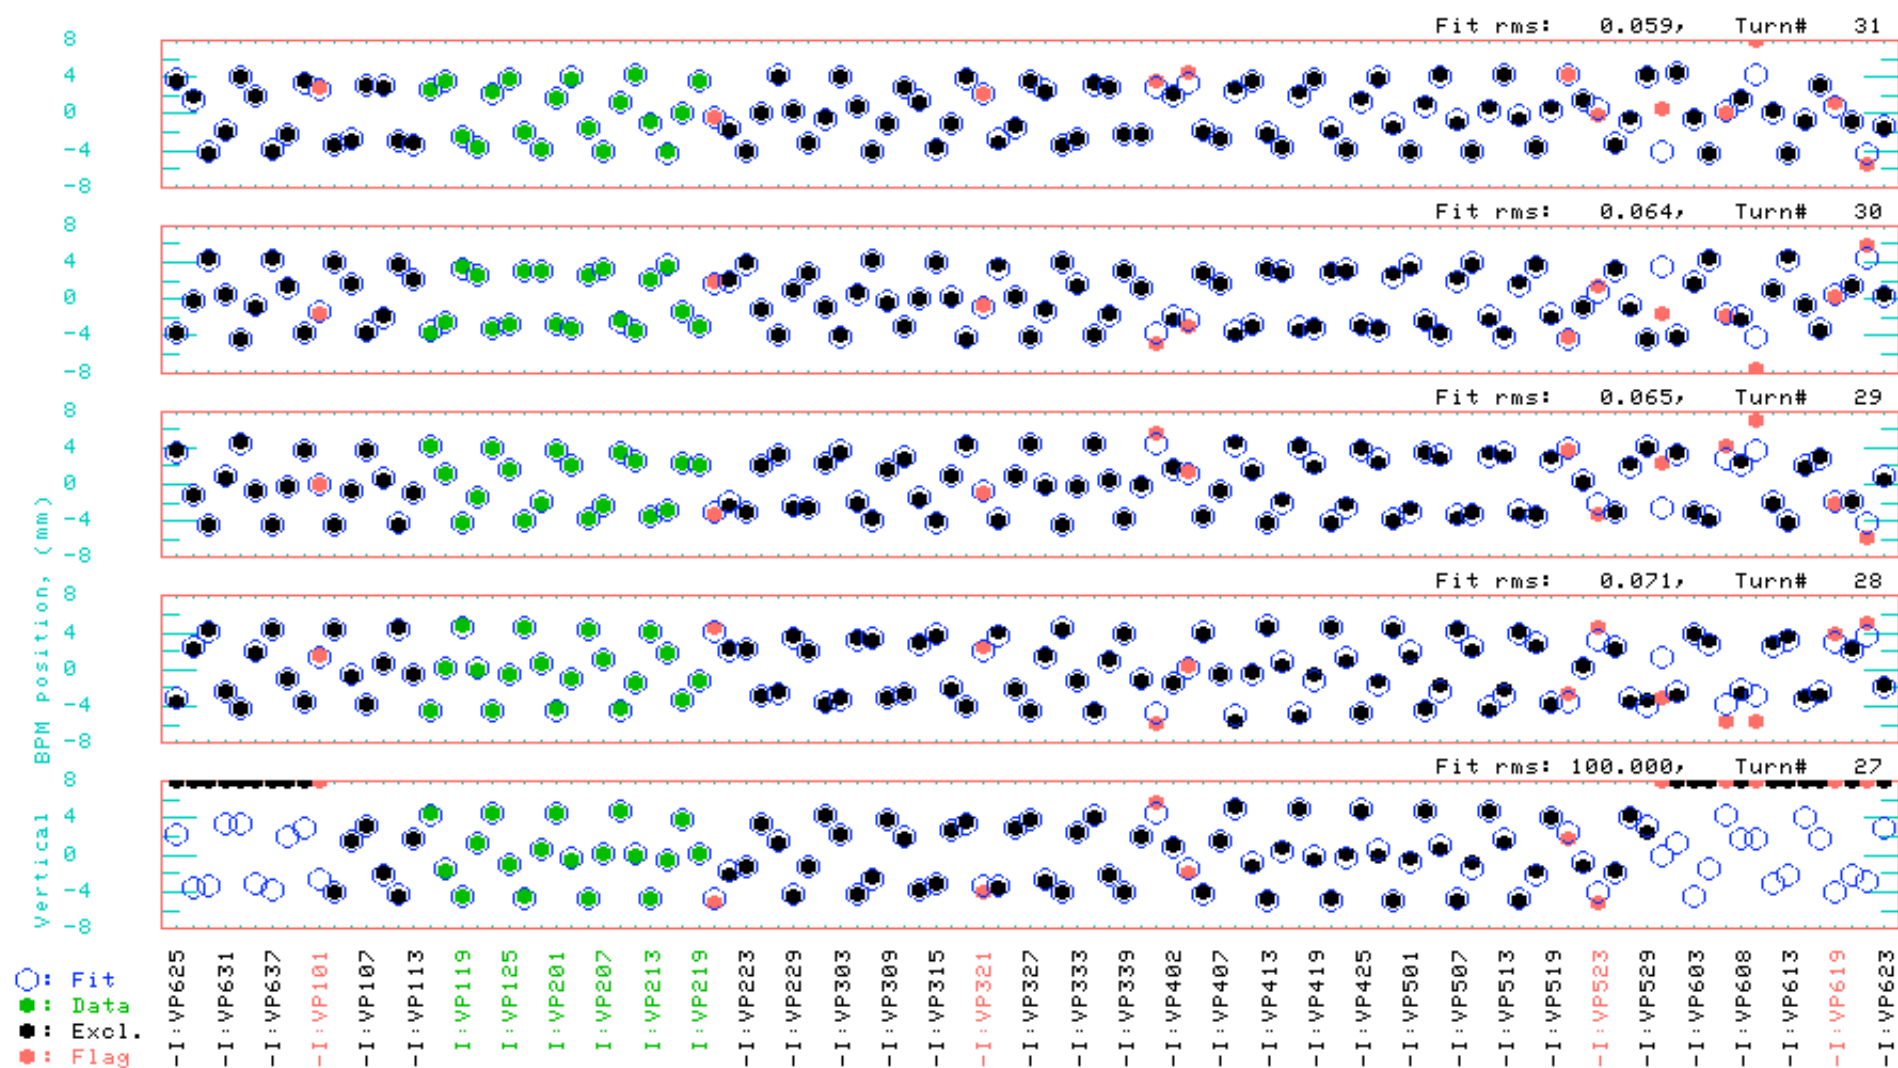 Fit rms: 0.059, Turn# 31
8
4
0
-4
-8
Fit rms: 0.064, Turn# 30
8
4
0
-4
-8
Fit rms: 0.065, Turn# 29
8
4
0
-4
-8
Fit rms: 0.071, Turn# 28
8
4
0
-4
-8
Fit rms: 100.000, Turn# 27
8
4
0
-4
-8
Vertical BPM position, (mm)
-I:VP625
-I:VP631
-I:VP637
-I:VP101
-I:VP107
-I:VP113
I:VP119
I:VP125
I:VP201
I:VP207
I:VP213
I:VP219
-I:VP223
-I:VP229
-I:VP303
-I:VP309
-I:VP315
-I:VP321
-I:VP327
-I:VP333
-I:VP339
-I:VP402
-I:VP407
-I:VP413
-I:VP419
-I:VP425
-I:VP501
-I:VP507
-I:VP513
-I:VP519
-I:VP523
-I:VP529
-I:VP603
-I:VP608
-I:VP613
-I:VP619
-I:VP623
: Fit
: Data
: Excl.
: Flag